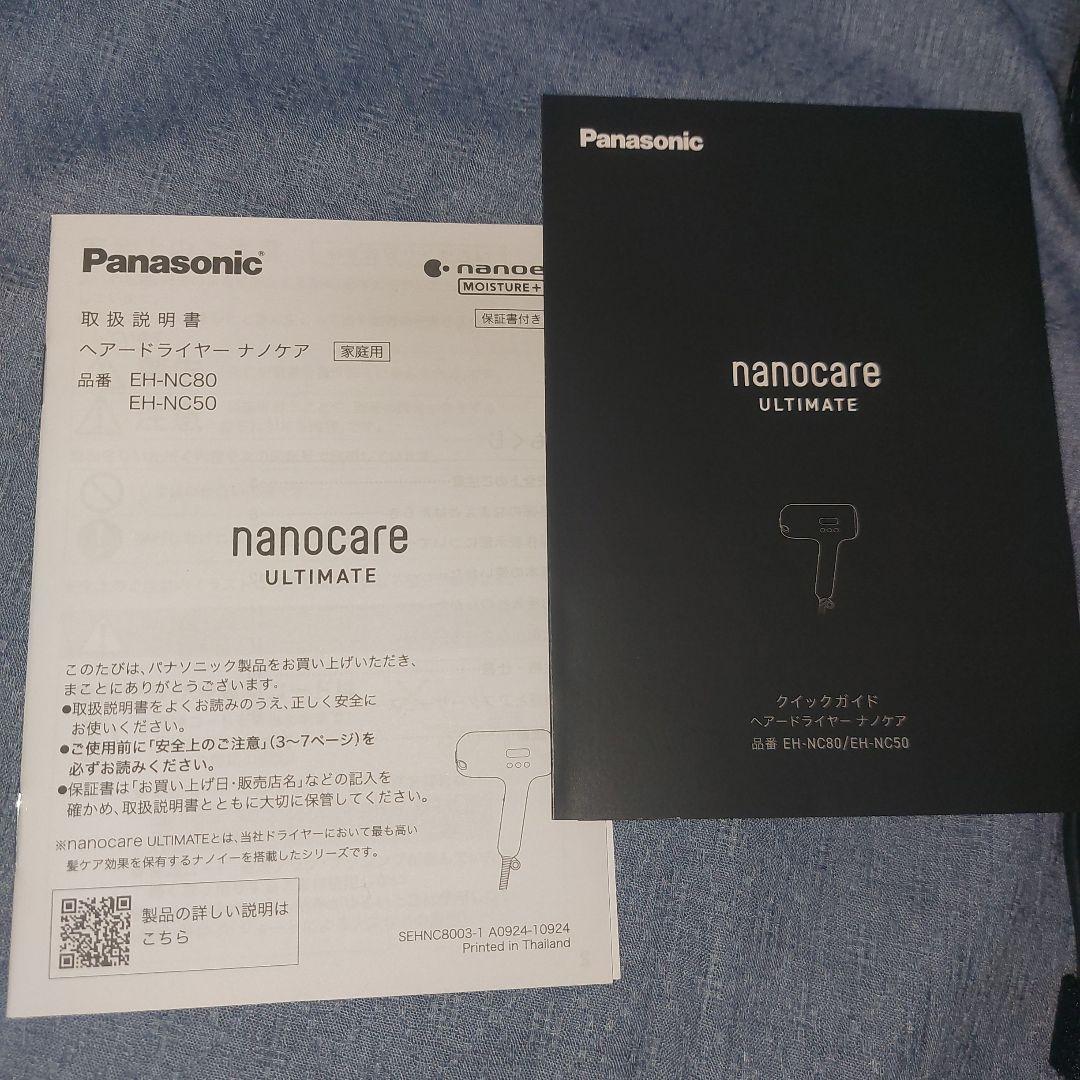 Panasonic®
nanoe
MOISTURE+
取扱説明書
保証書付き
ヘアードライヤー ナノケア 家庭用
品番 EH-NC80
EH-NC50
nanocare
ULTIMATE
このたびは、パナソニック製品をお買い上げいただき、
まことにありがとうございます。
●取扱説明書をよくお読みのうえ、正しく安全に
お使いください。
●ご使用前に「安全上のご注意」(3～7ページ)を
必ずお読みください。
●保証書は「お買い上げ日・販売店名」などの記入を
確かめ、取扱説明書とともに大切に保管してください。
※nanocare ULTIMATEとは、当社ドライヤーにおいて最も高い
髪ケア効果を保有するナノイーを搭載したシリーズです。
製品の詳しい説明は
こちら
SEHNC8003-1 A0924-10924
Printed in Thailand
Panasonic
nanocare
ULTIMATE
クイックガイド
ヘアードライヤー ナノケア
品番 EH-NC80/EH-NC50